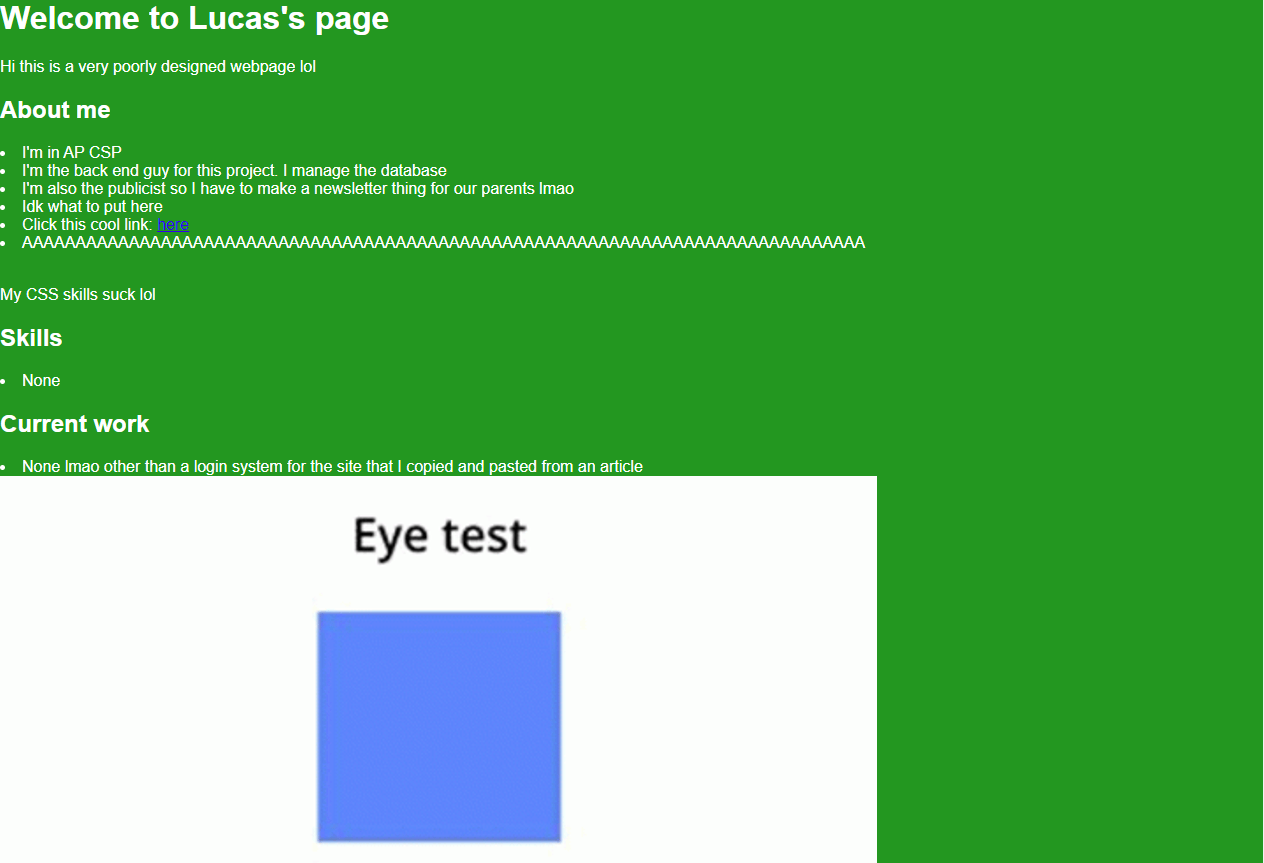 Welcome to Lucas's page
Hi this is a very poorly designed webpage lol
About me
I'm in AP CSP
I'm the back end guy for this project. I manage the database
I'm also the publicist so I have to make a newsletter thing for our parents lmao
Idk what to put here
Click this cool link: here
AAAAAAAAAAAAAAAAAAAAAAAAAAAAAAAAAAAAAAAAAAAAAAAAAAAAAAAAAAAAAAAAAAAAAAAAAAAAAAA
My CSS skills suck lol
Skills
None
Current work
None lmao other than a login system for the site that I copied and pasted from an article
Eye test